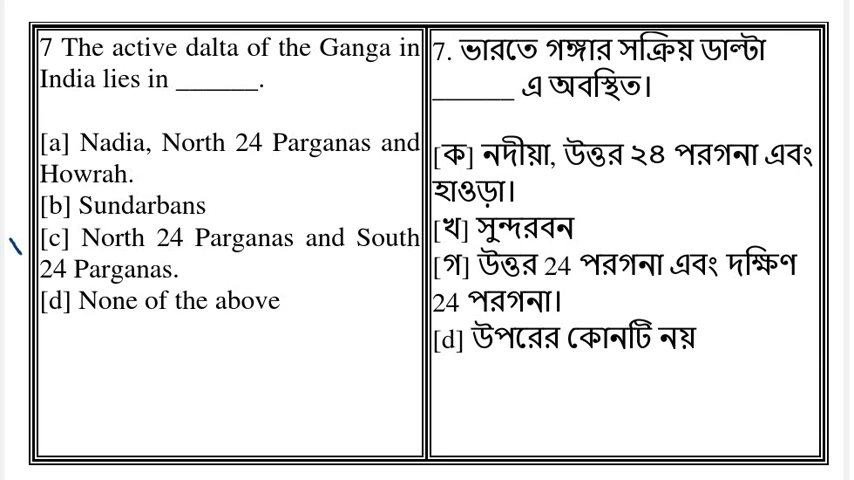 7 The active dalta of the Ganga in
India lies in ______.
[a] Nadia, North 24 Parganas and
Howrah.
[b] Sundarbans
[c] North 24 Parganas and South
24 Parganas.
[d] None of the above
7. ভারতে গঙ্গার সক্রিয় ডাল্টা
______ এ অবস্থিত।
[ক] নদীয়া, উত্তর ২৪ পরগনা এবং
হাওড়া।
[খ] সুন্দরবন
[গ] উত্তর 24 পরগনা এবং দক্ষিণ
24 পরগনা।
[d] উপরের কোনটি নয়